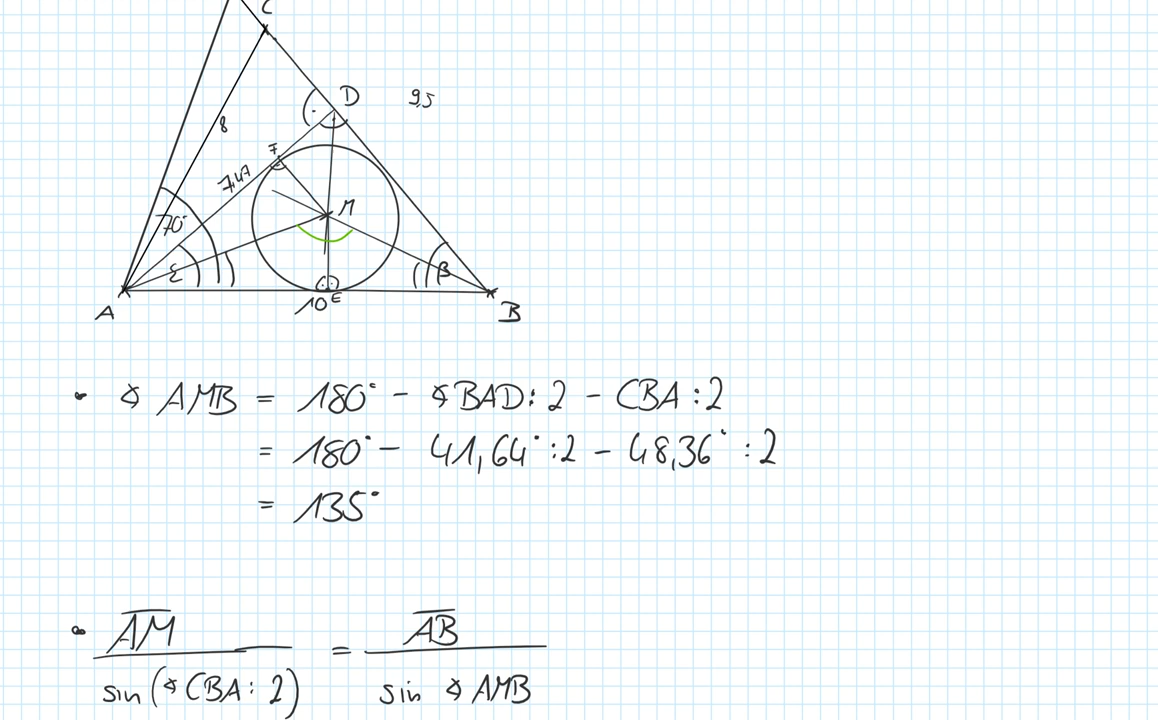 C
D
9,5
8
F
7,47
M
70°
ε
β
A
10
E
B
• ∢ AMB = 180° - ∢BAD:2 - CBA:2
= 180° - 41,64° :2 - 48,36° :2
= 135°
• AM / sin(∢CBA:2) = AB / sin ∢AMB